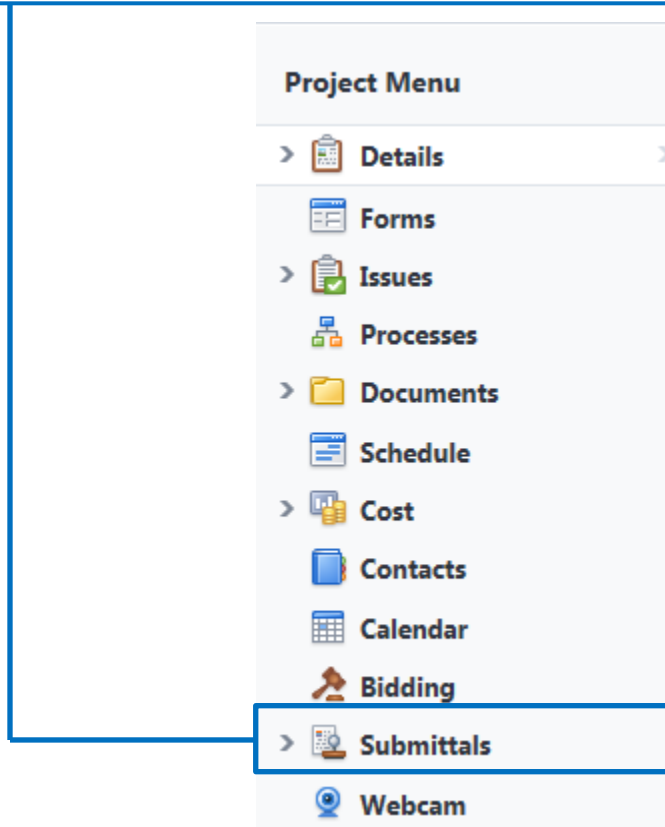 Project Menu
Details
Forms
Issues
Processes
Documents
Schedule
Cost
Contacts
Calendar
Bidding
Submittals
Webcam